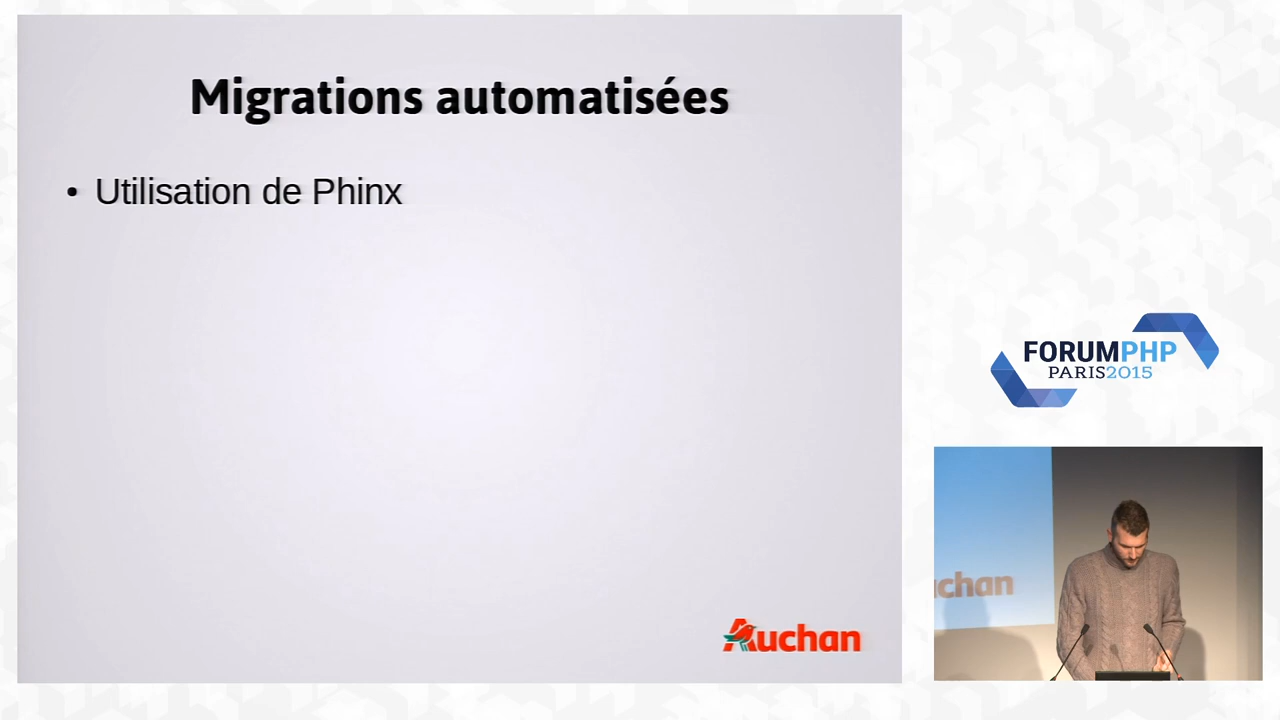 Migrations automatisées
• Utilisation de Phinx
Auchan
FORUMPHP
PARIS2015
uchan